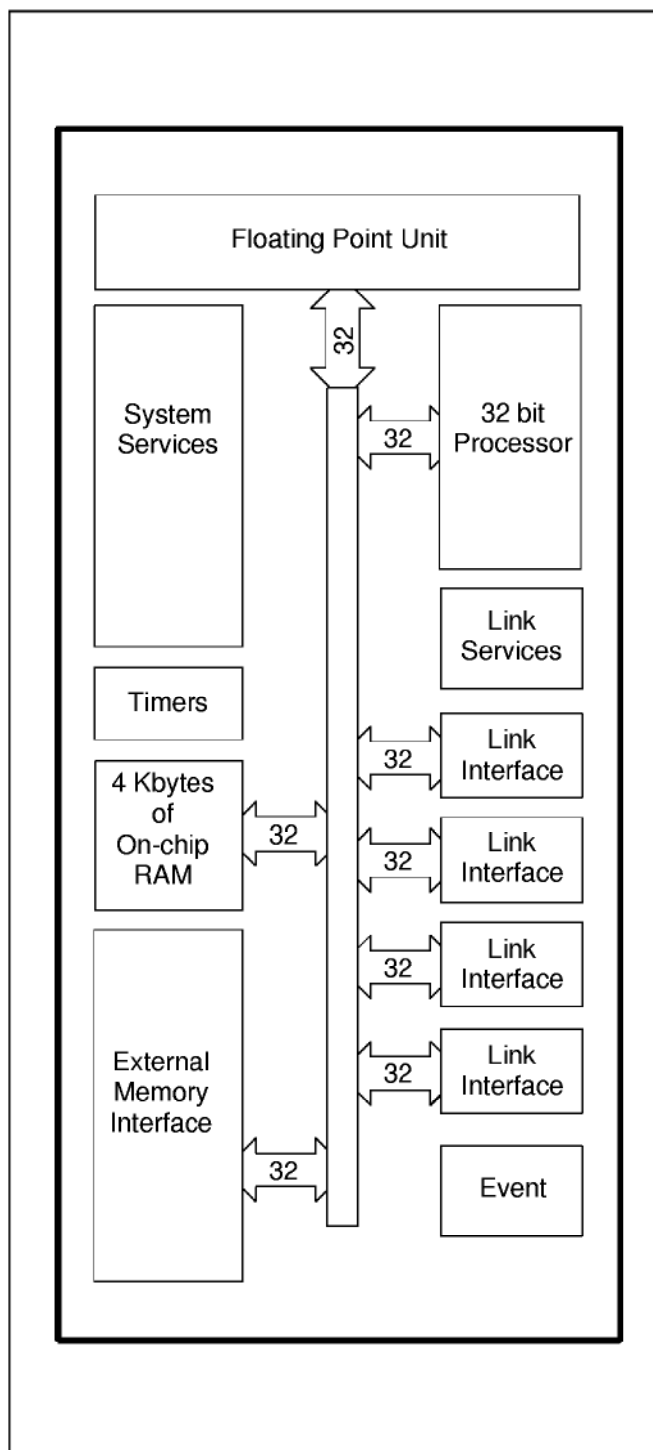 Floating Point Unit
32
System
Services
32 bit
Processor
32
Link
Services
Timers
Link
Interface
32
4 Kbytes
of
On-chip
RAM
32
Link
Interface
32
Link
Interface
32
External
Memory
Interface
32
Link
Interface
32
Event